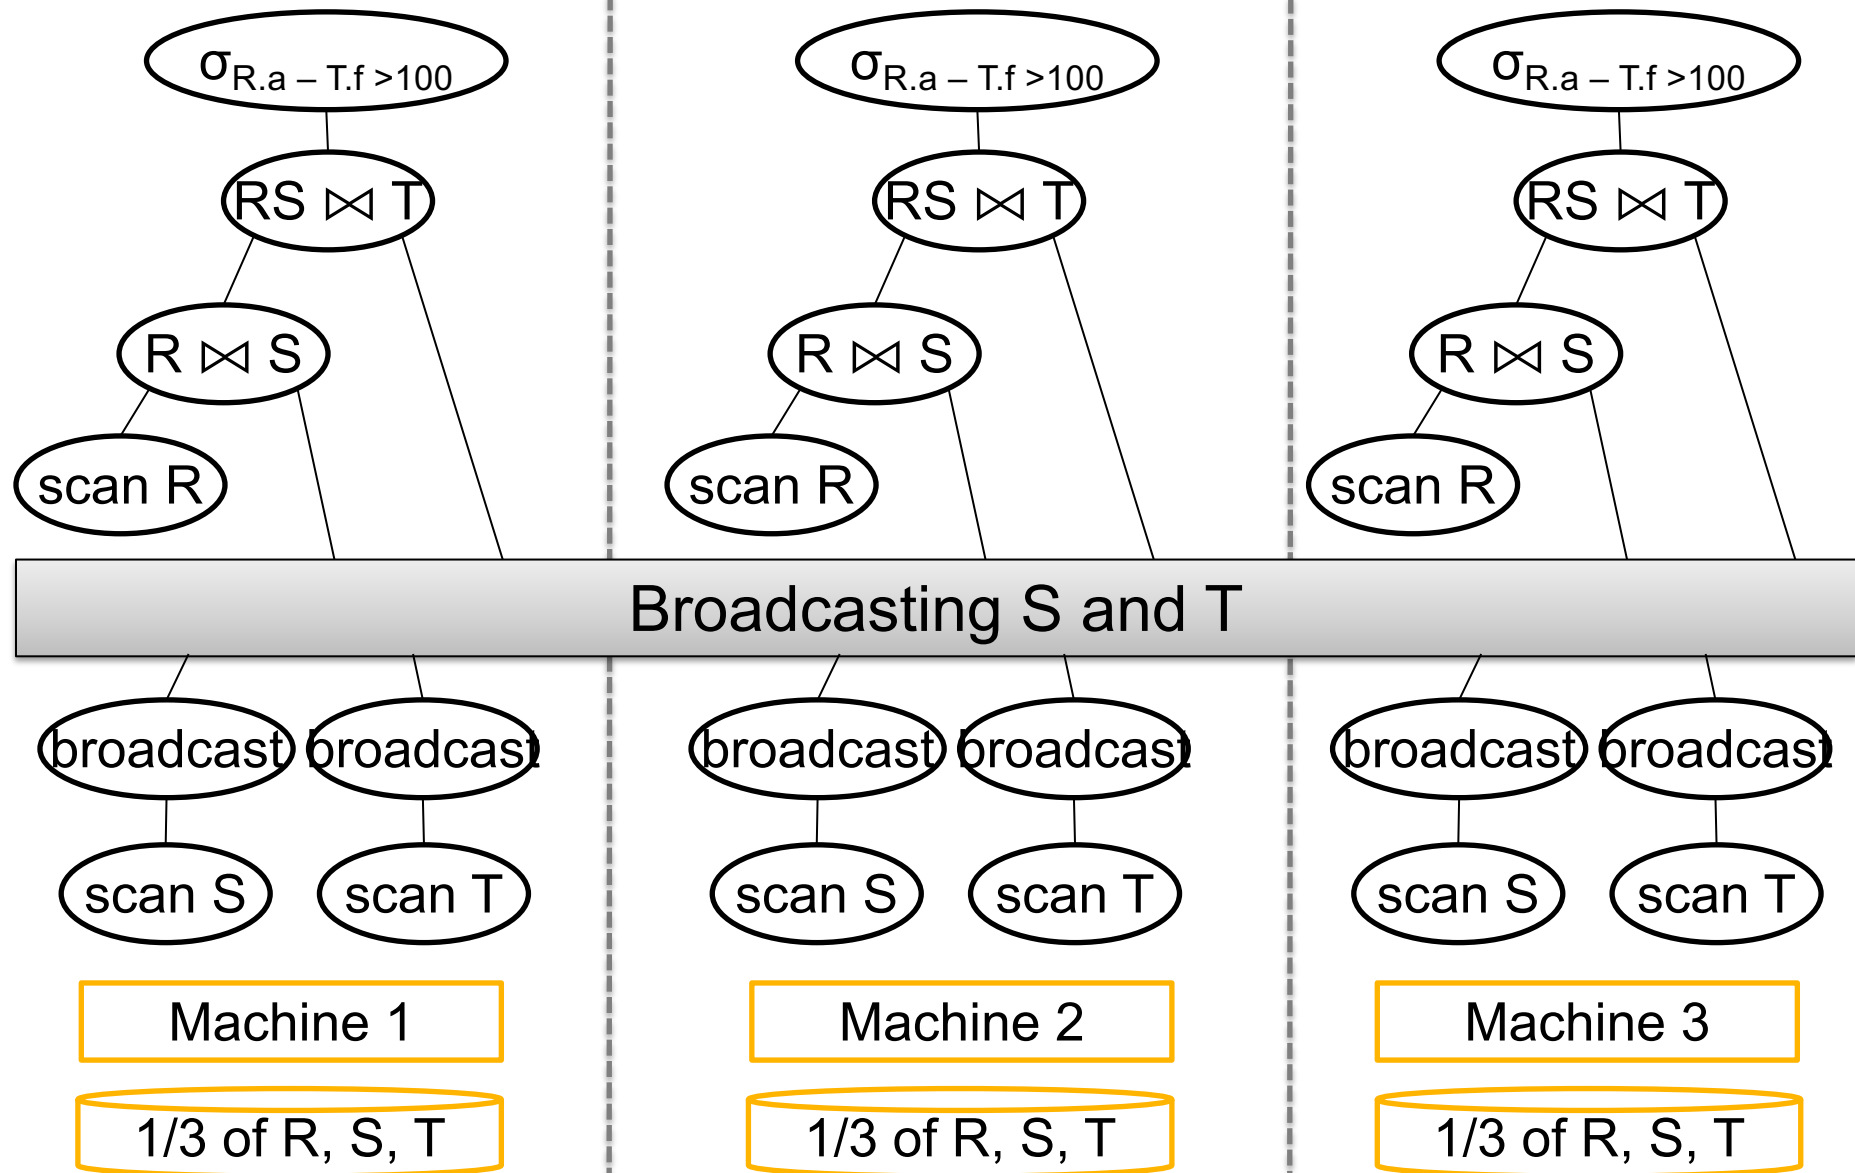 σR.a – T.f >100 σR.a – T.f >100 σR.a – T.f >100
RS ⋈ T RS ⋈ T RS ⋈ T
R ⋈ S R ⋈ S R ⋈ S
scan R scan R scan R
Broadcasting S and T
broadcast broadcast broadcast broadcast broadcast broadcast
scan S scan T scan S scan T scan S scan T
Machine 1 Machine 2 Machine 3
1/3 of R, S, T 1/3 of R, S, T 1/3 of R, S, T